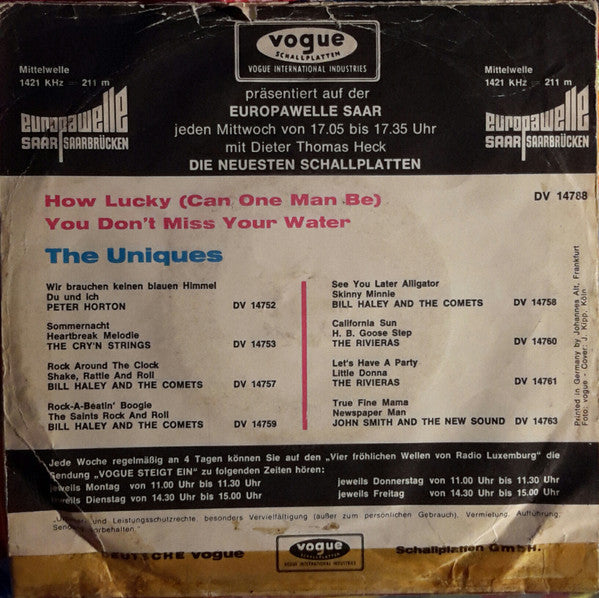 vogue
SCHALLPLATTEN
VOGUE INTERNATIONAL INDUSTRIES
Mittelwelle
1421 KHz = 211 m
europawelle
SAAR SAARBRÜCKEN
präsentiert auf der
EUROPAWELLE SAAR
jeden Mittwoch von 17.05 bis 17.35 Uhr
mit Dieter Thomas Heck
DIE NEUESTEN SCHALLPLATTEN
Mittelwelle
1421 KHz = 211 m
europawelle
SAAR SAARBRÜCKEN
How Lucky (Can One Man Be)
DV 14788
You Don't Miss Your Water
The Uniques
Wir brauchen keinen blauen Himmel
Du und ich
PETER HORTON DV 14752
Sommernacht
Heartbreak Melodie
THE CRY'N STRINGS DV 14753
Rock Around The Clock
Shake, Rattle And Roll
BILL HALEY AND THE COMETS DV 14757
Rock-A-Beatin' Boogie
The Saints Rock And Roll
BILL HALEY AND THE COMETS DV 14759
See You Later Alligator
Skinny Minnie
BILL HALEY AND THE COMETS DV 14758
California Sun
H. B. Goose Step
THE RIVIERAS DV 14760
Let's Have A Party
Little Donna
THE RIVIERAS DV 14761
True Fine Mama
Newspaper Man
JOHN SMITH AND THE NEW SOUND DV 14763
Printed in Germany by Johannes Alt, Frankfurt
Foto: vogue - Cover: J. Kipp, Köln
Jede Woche regelmäßig an 4 Tagen können Sie auf den „Vier fröhlichen Wellen von Radio Luxemburg" die
Sendung „VOGUE STEIGT EIN" zu folgenden Zeiten hören:
jeweils Montag von 11.00 Uhr bis 11.30 Uhr
jeweils Dienstag von 14.30 Uhr bis 15.00 Uhr
jeweils Donnerstag von 11.00 Uhr bis 11.30 Uhr
jeweils Freitag von 14.30 Uhr bis 15.00 Uhr
und Leistungsschutzrechte, besonders Vervielfältigung (außer zum persönlichen Gebrauch), Vermietung, Aufführung,
vorbehalten."
DEUTSCHE vogue
vogue
SCHALLPLATTEN
VOGUE INTERNATIONAL INDUSTRIES
Schallplatten GmbH.